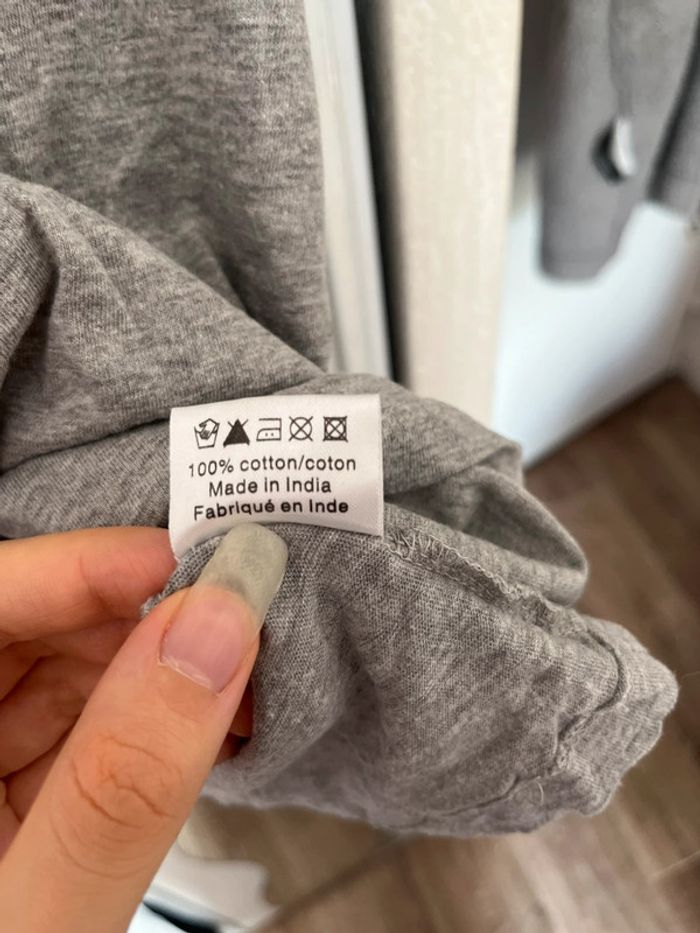 100% cotton/coton
Made in India
Fabriqué en Inde